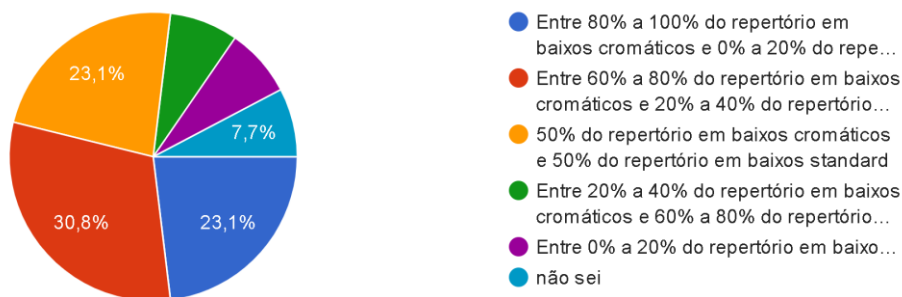 23,1%
7,7%
30,8%
23,1%
Entre 80% a 100% do repertório em
baixos cromáticos e 0% a 20% do repe…
Entre 60% a 80% do repertório em baixos
cromáticos e 20% a 40% do repertório…
50% do repertório em baixos cromáticos
e 50% do repertório em baixos standard
Entre 20% a 40% do repertório em baixos
cromáticos e 60% a 80% do repertório…
Entre 0% a 20% do repertório em baixo…
não sei